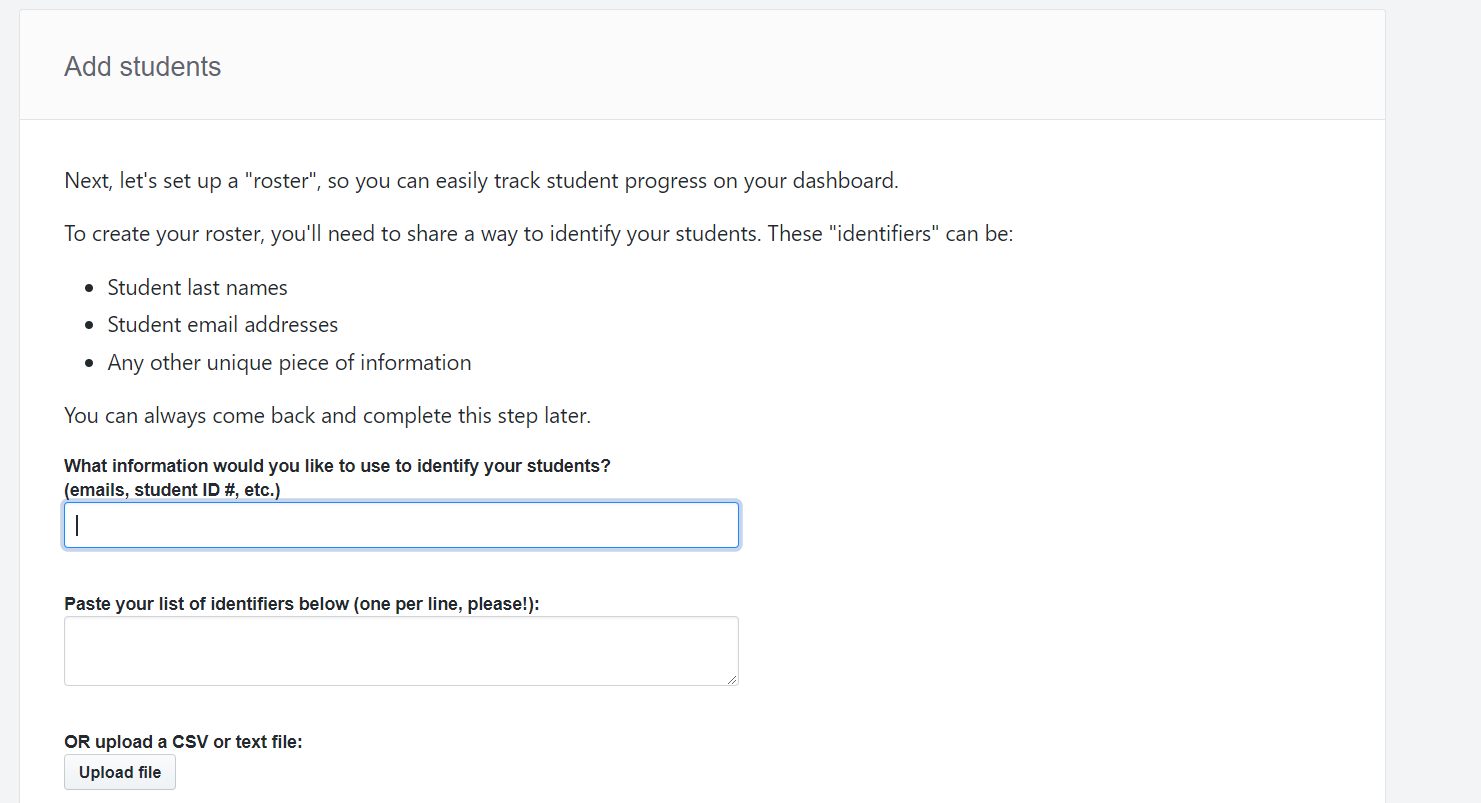 Add students
Next, let's set up a "roster", so you can easily track student progress on your dashboard.
To create your roster, you'll need to share a way to identify your students. These "identifiers" can be:
Student last names
Student email addresses
Any other unique piece of information
You can always come back and complete this step later.
What information would you like to use to identify your students?
(emails, student ID #, etc.)
Paste your list of identifiers below (one per line, please!):
OR upload a CSV or text file:
Upload file